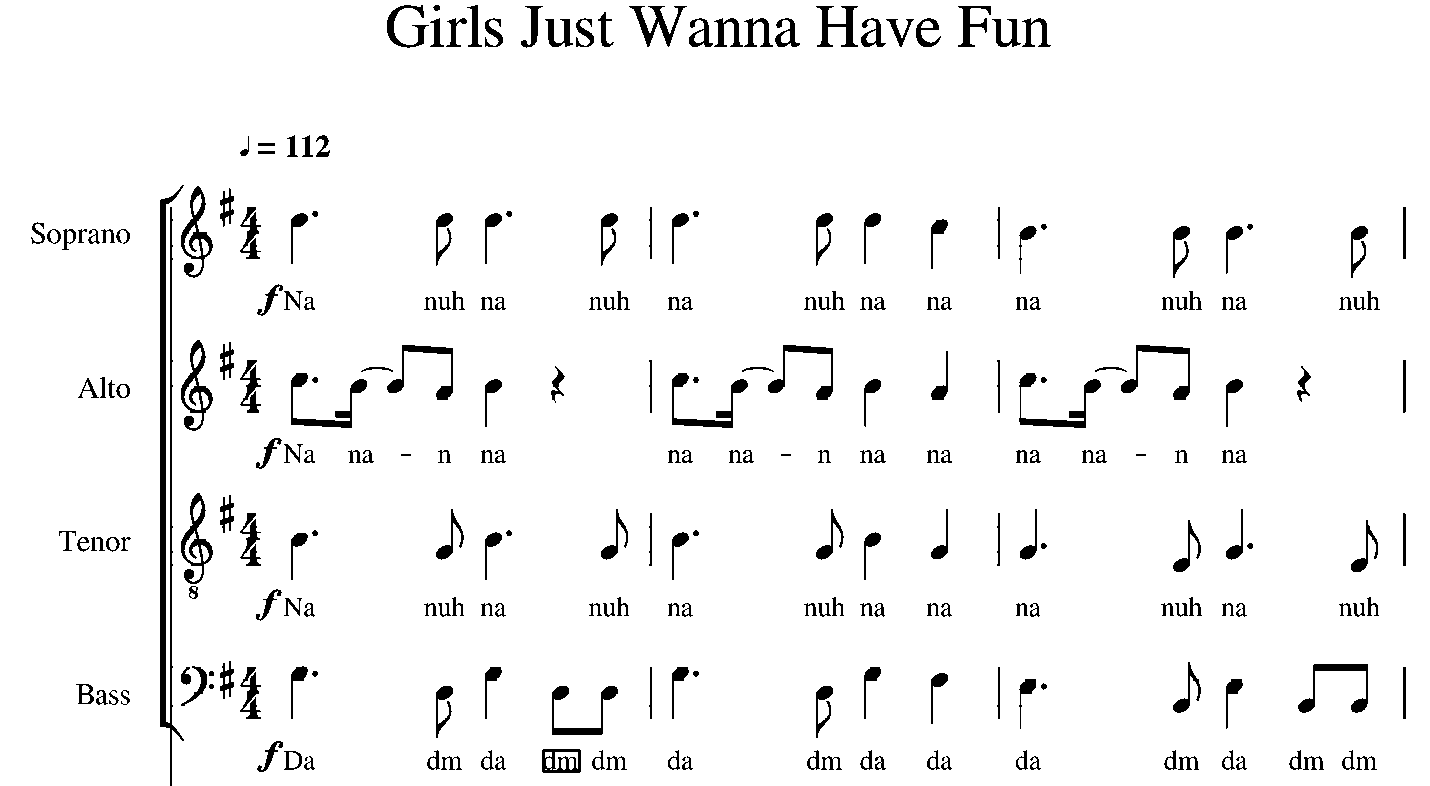 Girls Just Wanna Have Fun
♩ = 112
Soprano
f Na nuh na nuh na nuh na na na nuh na nuh
Alto
f Na na - n na na na - n na na na na - n na
Tenor
8
f Na nuh na nuh na nuh na na na nuh na nuh
Bass
f Da dm da dm dm da dm da da da dm da dm dm